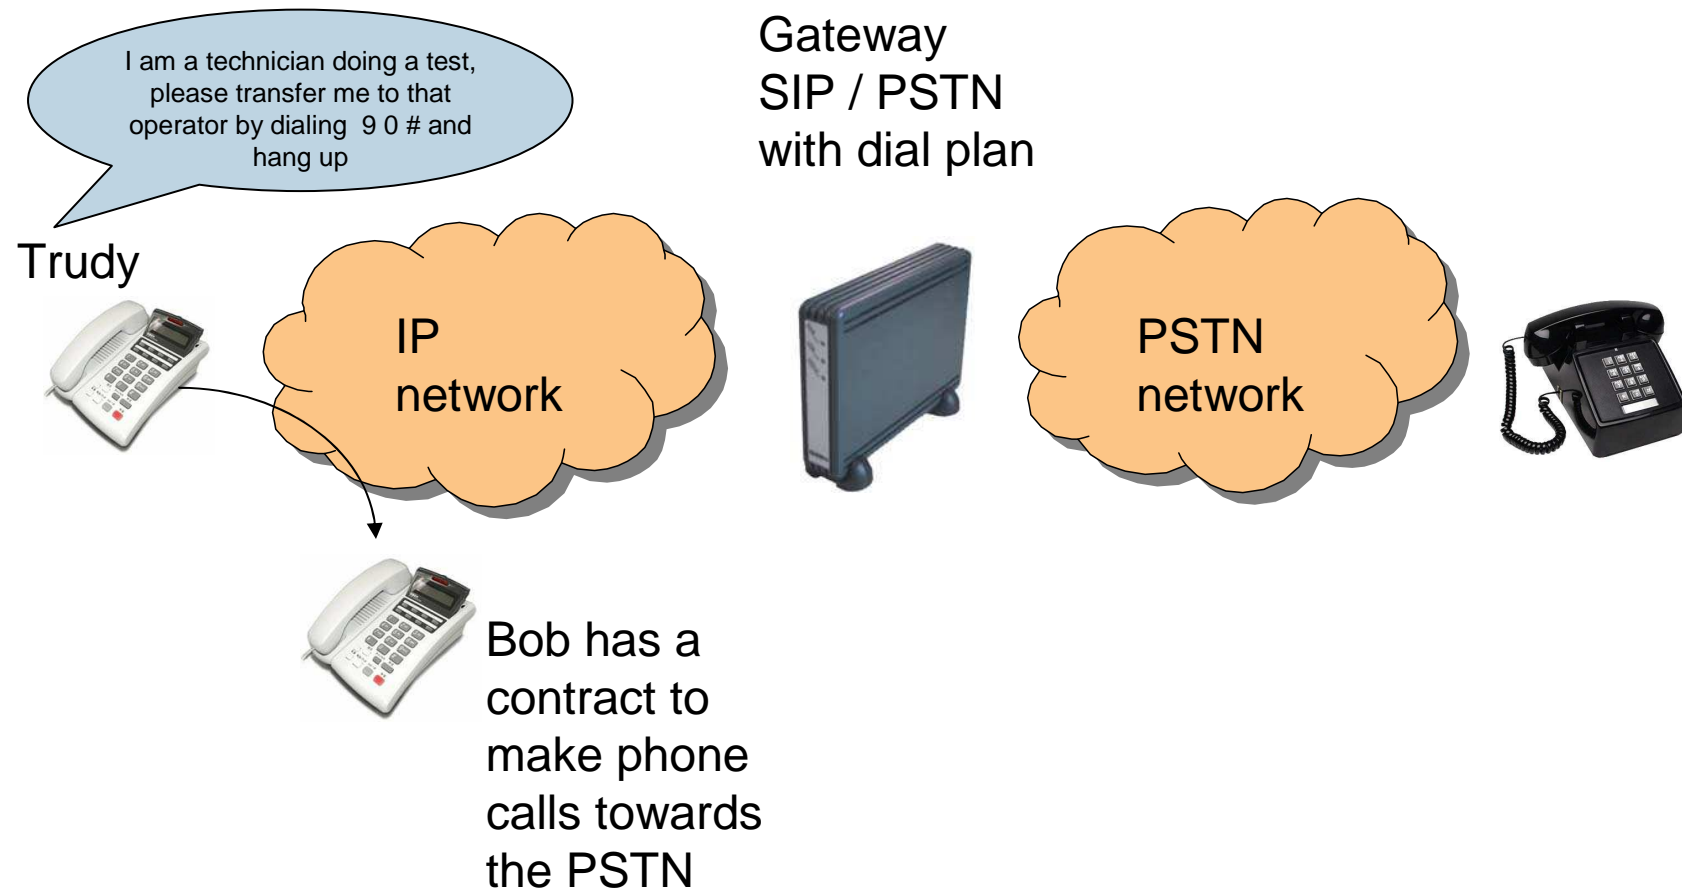 I am a technician doing a test,
please transfer me to that
operator by dialing  9 0 # and
hang up
Gateway
SIP / PSTN
with dial plan
Trudy
IP
network
PSTN
network
Bob has a
contract to
make phone
calls towards
the PSTN